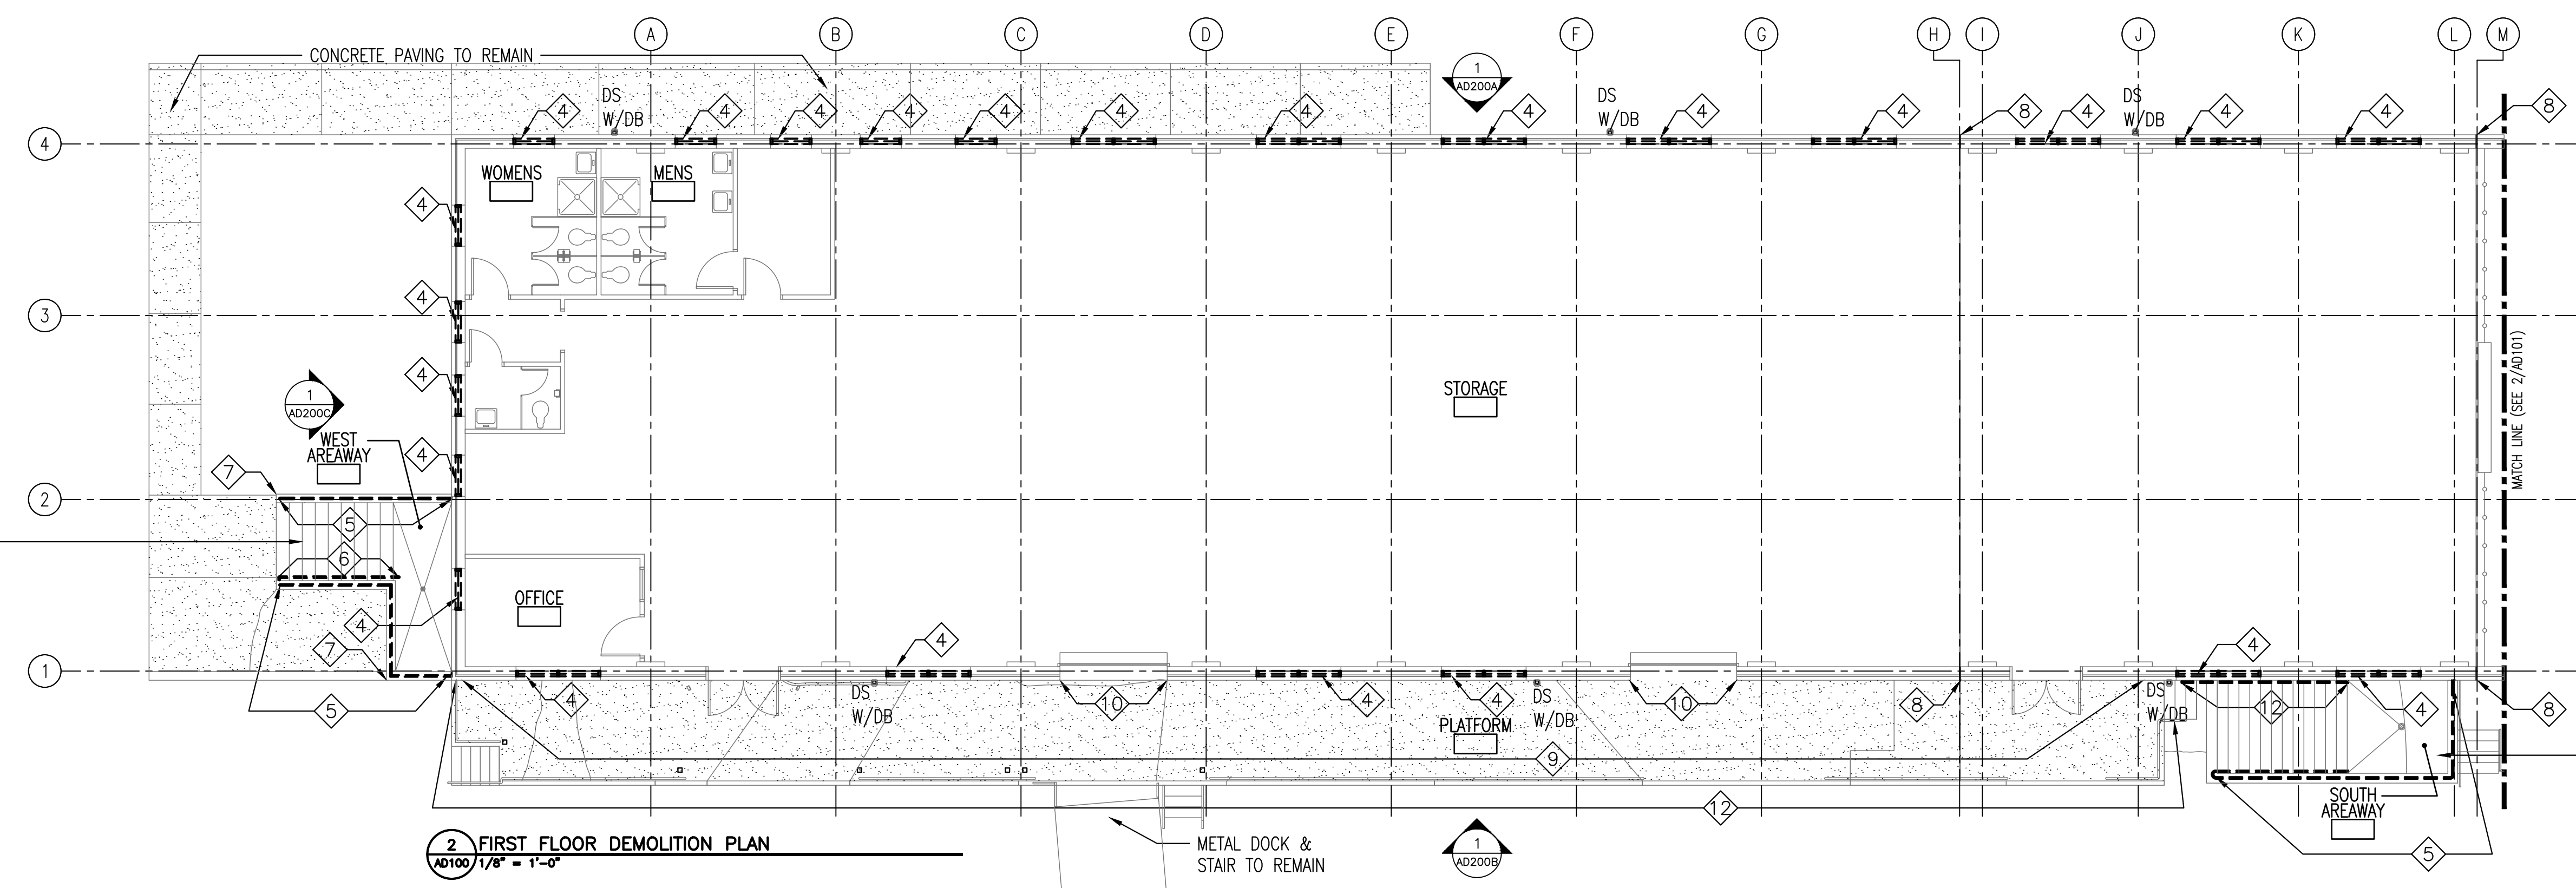 A B C D E F G H I J K L M
CONCRETE PAVING TO REMAIN
1
AD200A
DS
W/DB
DS
W/DB
DS
W/DB
4 4 4 4 4 4 4 4 4 4 8 4 4 4 8
4
WOMENS
MENS
4
4
3
4
1
AD200C
STORAGE
MATCH LINE (SEE 2/AD101)
WEST
AREAWAY
4
7
2
5
6
OFFICE
4
7
1
4
4
5
4
DS
W/DB
10
4
4
DS
W/DB
10
8
DS
W/DB
12
4
8
PLATFORM
9
12
SOUTH
AREAWAY
5
2
AD100
FIRST FLOOR DEMOLITION PLAN
1/8" = 1'-0"
METAL DOCK &
STAIR TO REMAIN
1
AD200B